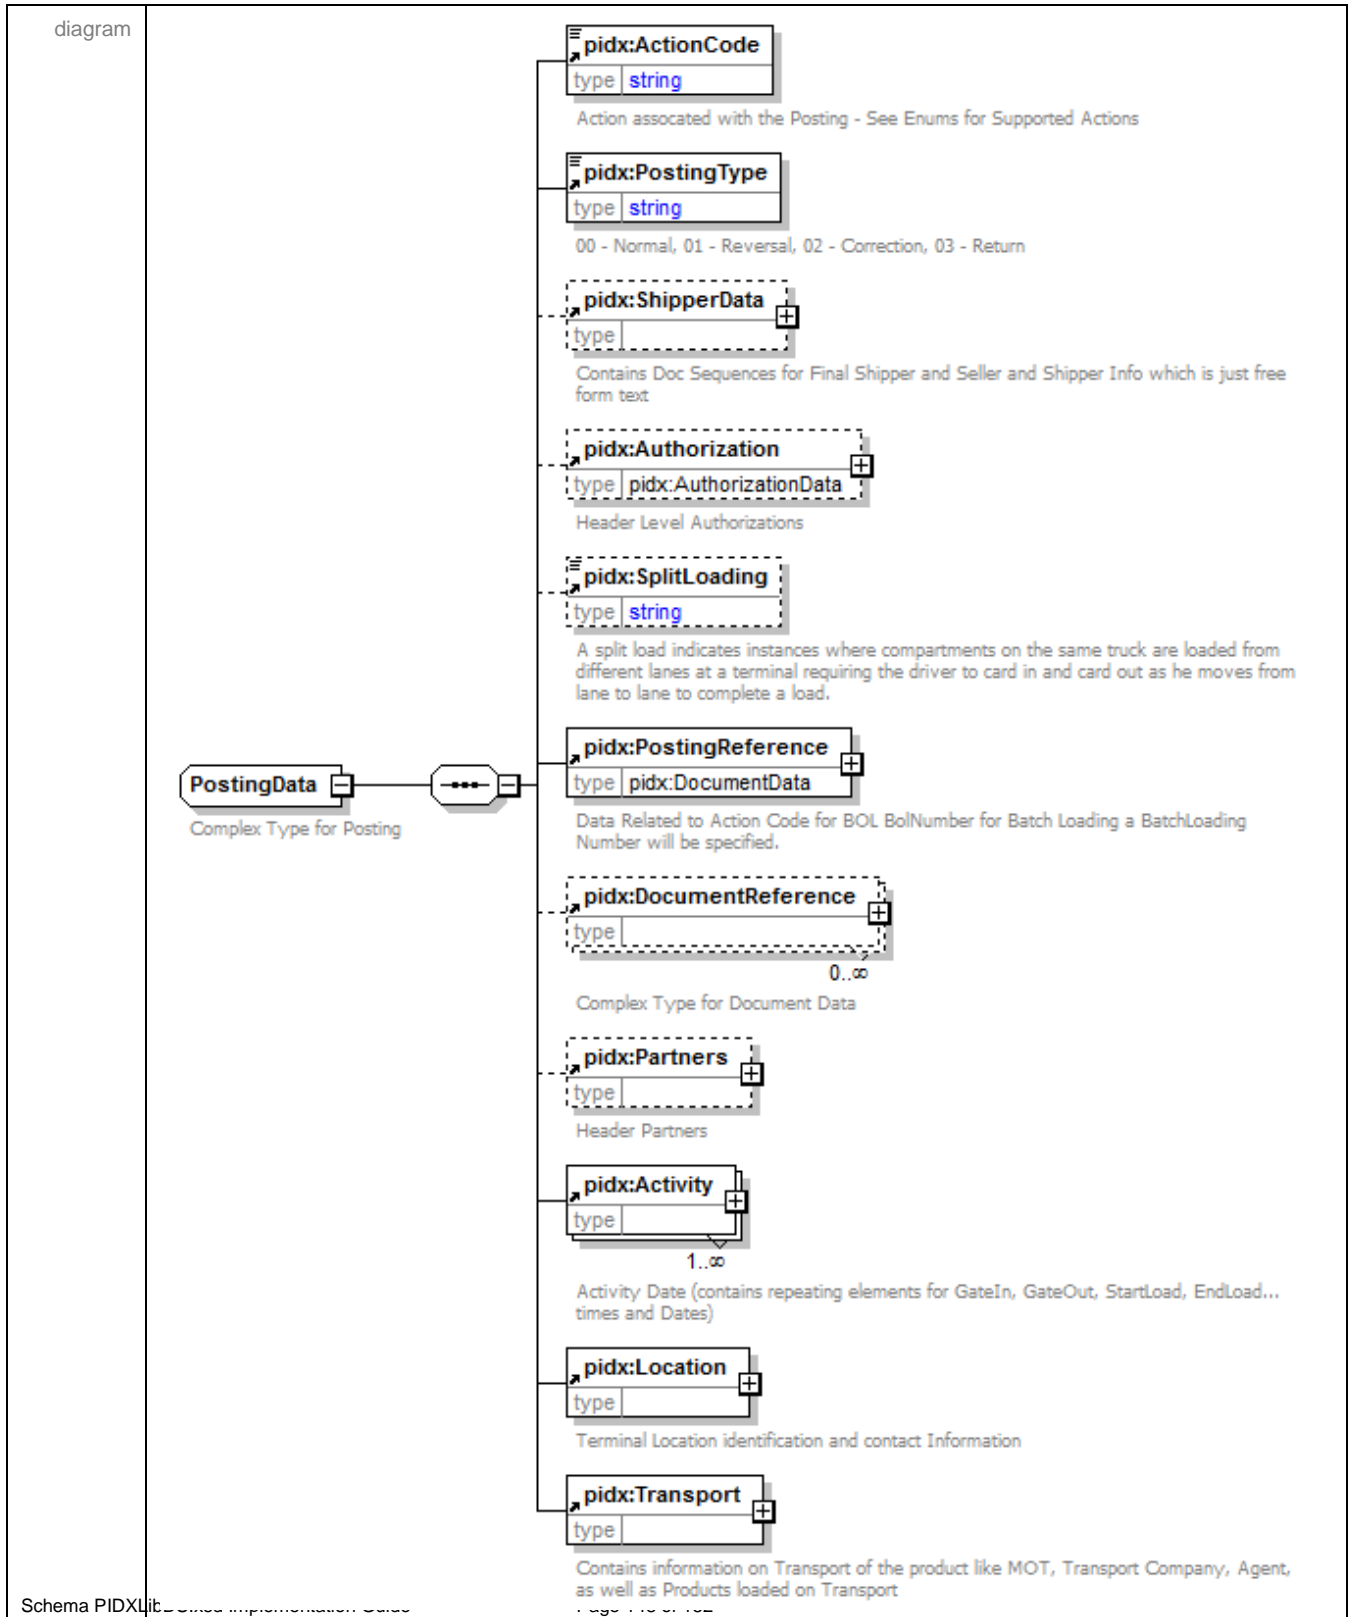 diagram
pidx:ActionCode
type string
Action assocated with the Posting - See Enums for Supported Actions
pidx:PostingType
type string
00 - Normal, 01 - Reversal, 02 - Correction, 03 - Return
pidx:ShipperData
type
Contains Doc Sequences for Final Shipper and Seller and Shipper Info which is just free
form text
pidx:Authorization
type pidx:AuthorizationData
Header Level Authorizations
pidx:SplitLoading
type string
A split load indicates instances where compartments on the same truck are loaded from
different lanes at a terminal requiring the driver to card in and card out as he moves from
lane to lane to complete a load.
PostingData
Complex Type for Posting
pidx:PostingReference
type pidx:DocumentData
Data Related to Action Code for BOL BolNumber for Batch Loading a BatchLoading
Number will be specified.
pidx:DocumentReference
type
0..∞
Complex Type for Document Data
pidx:Partners
type
Header Partners
pidx:Activity
type
1..∞
Activity Date (contains repeating elements for GateIn, GateOut, StartLoad, EndLoad...
times and Dates)
pidx:Location
type
Terminal Location identification and contact Information
pidx:Transport
type
Contains information on Transport of the product like MOT, Transport Company, Agent,
as well as Products loaded on Transport
Schema Implementation Guide